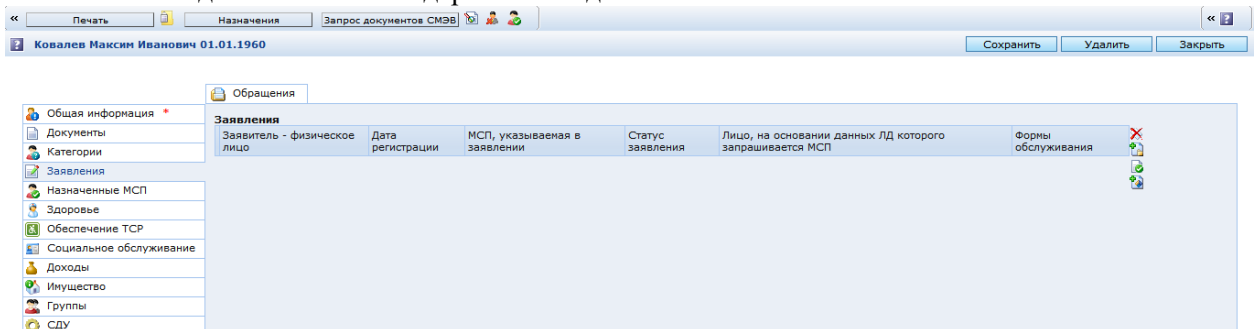 « Печать Назначения Запрос документов СМЭВ « ?
? Ковалев Максим Иванович 01.01.1960 Сохранить Удалить Закрыть
Обращения
Общая информация *
Документы
Категории
Заявления
Назначенные МСП
Здоровье
Обеспечение ТСР
Социальное обслуживание
Доходы
Имущество
Группы
СДУ
Заявления
Заявитель - физическое лицо
Дата регистрации
МСП, указываемая в заявлении
Статус заявления
Лицо, на основании данных ЛД которого запрашивается МСП
Формы обслуживания